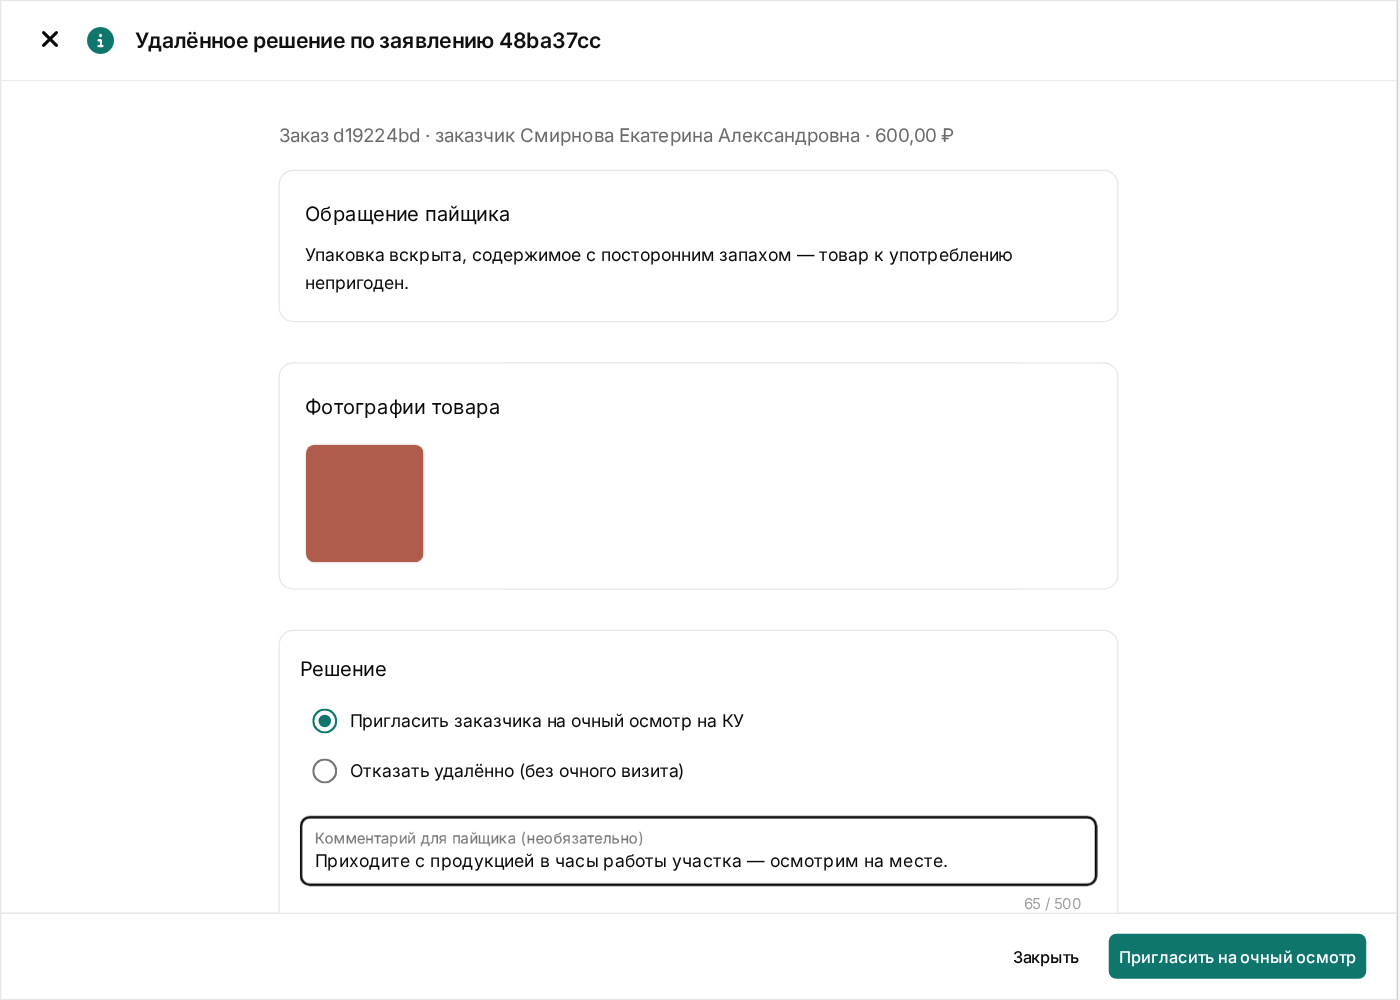 Удалённое решение по заявлению 48ba37cc
Заказ d19224bd · заказчик Смирнова Екатерина Александровна · 600,00 ₽
Обращение пайщика
Упаковка вскрыта, содержимое с посторонним запахом — товар к употреблению
непригоден.
Фотографии товара
Решение
Пригласить заказчика на очный осмотр на КУ
Отказать удалённо (без очного визита)
Комментарий для пайщика (необязательно)
Приходите с продукцией в часы работы участка — осмотрим на месте.
65 / 500
Закрыть
Пригласить на очный осмотр